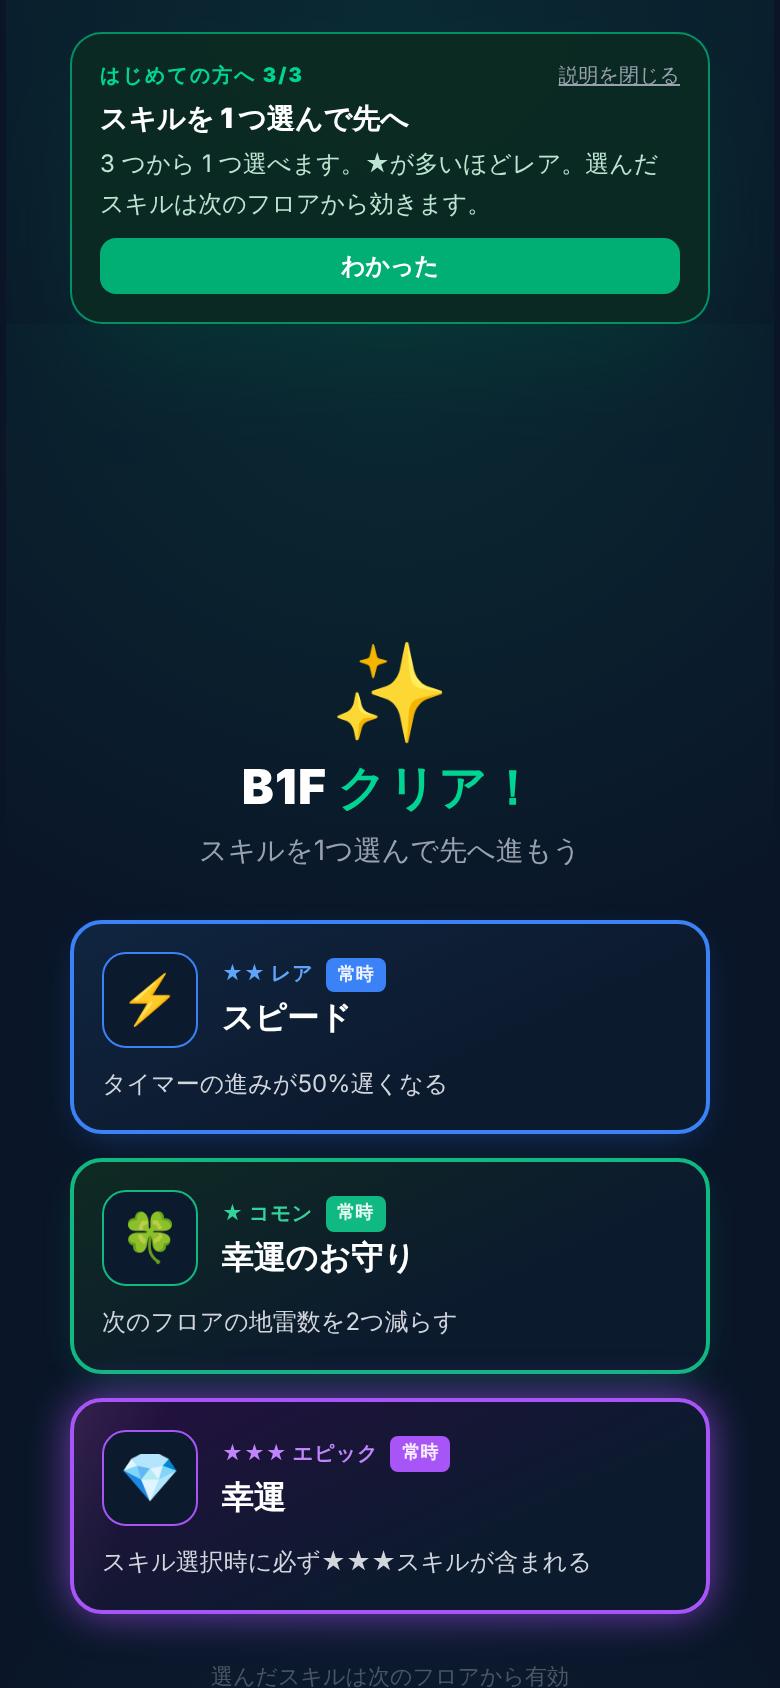 はじめての方へ 3/3
説明を閉じる
スキルを 1 つ選んで先へ
3 つから 1 つ選べます。★が多いほどレア。選んだ
スキルは次のフロアから効きます。
わかった
B1F クリア！
スキルを1つ選んで先へ進もう
★★ レア 常時
スピード
タイマーの進みが50%遅くなる
★ コモン 常時
幸運のお守り
次のフロアの地雷数を2つ減らす
★★★ エピック 常時
幸運
スキル選択時に必ず★★★スキルが含まれる
選んだスキルは次のフロアから有効